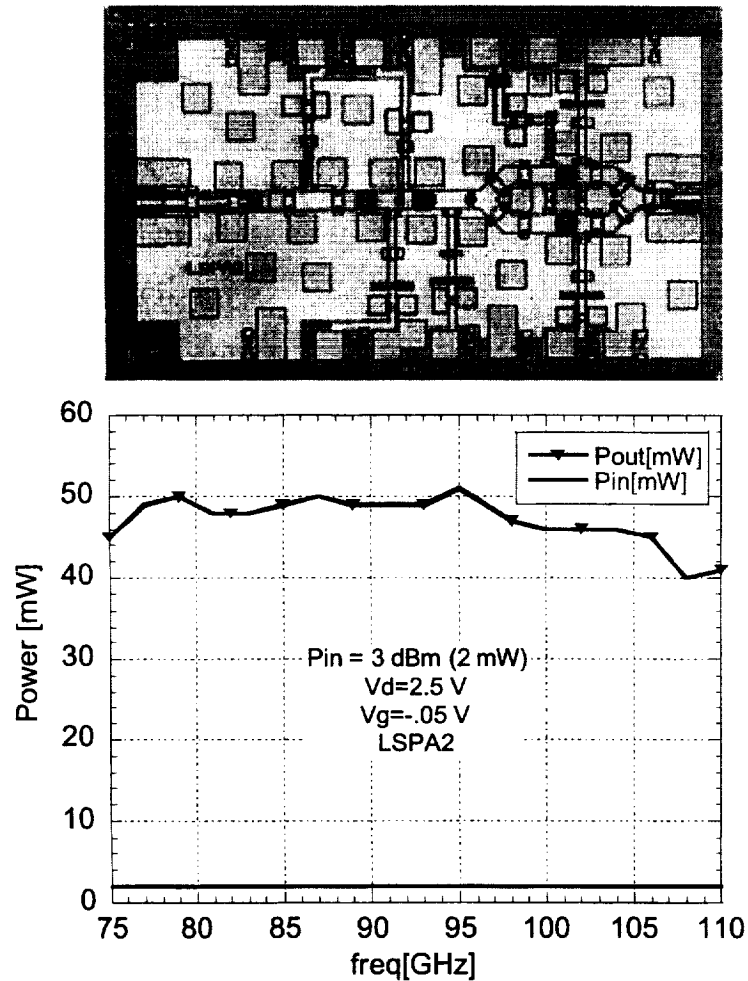 LSPA2
60
50
40
30
20
10
0
Power [mW]
Pout[mW]
Pin[mW]
Pin = 3 dBm (2 mW)
Vd=2.5 V
Vg=-.05 V
LSPA2
75 80 85 90 95 100 105 110
freq[GHz]